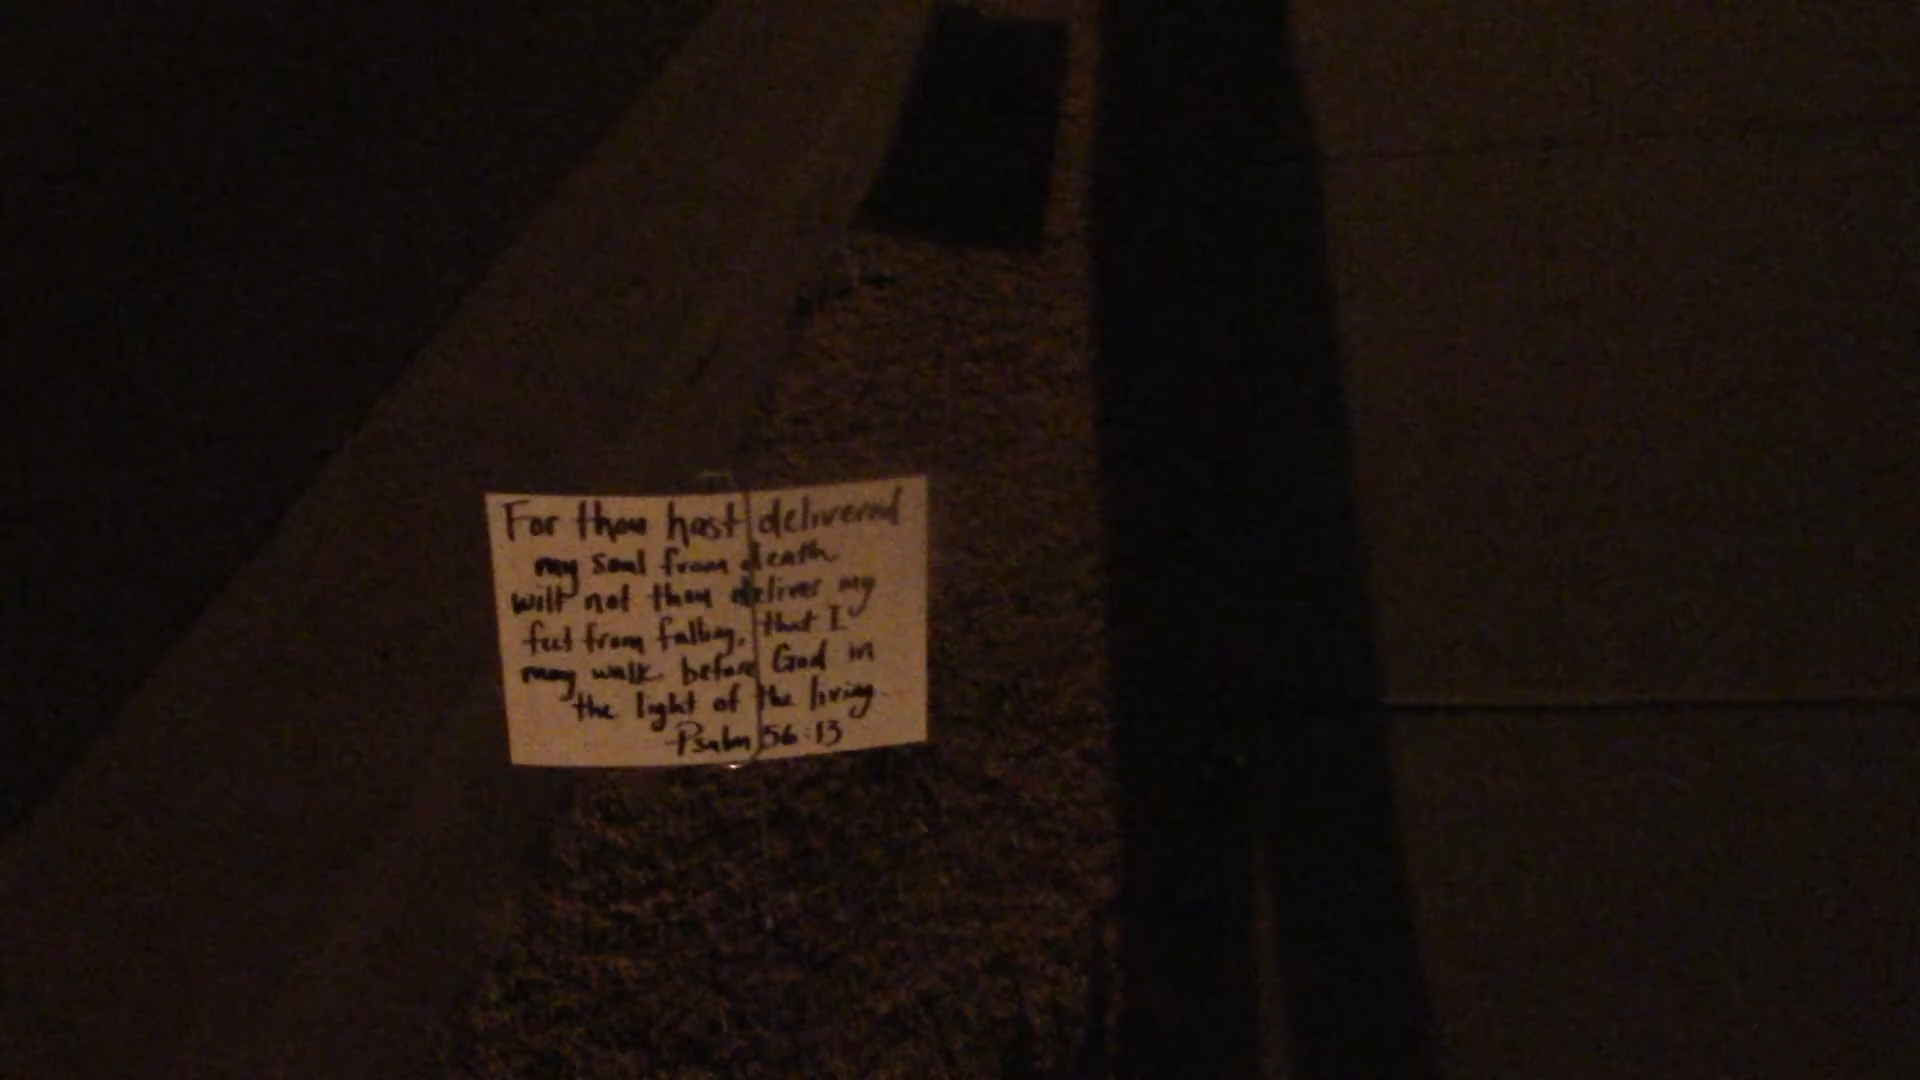 For thou hast delivered
my soul from death
wilt not thou deliver my
feet from falling, that I
may walk before God in
the light of the living.
-Psalm 56:13